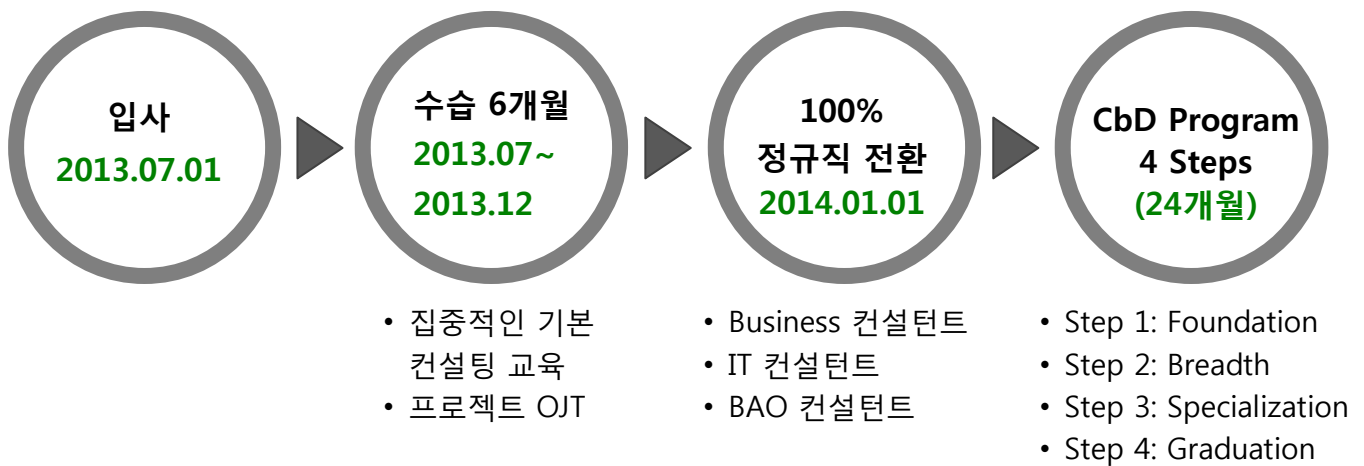 입사
2013.07.01
수습 6개월
2013.07~
2013.12
100%
정규직 전환
2014.01.01
CbD Program
4 Steps
(24개월)
• 집중적인 기본
컨설팅 교육
• 프로젝트 OJT
• Business 컨설턴트
• IT 컨설턴트
• BAO 컨설턴트
• Step 1: Foundation
• Step 2: Breadth
• Step 3: Specialization
• Step 4: Graduation